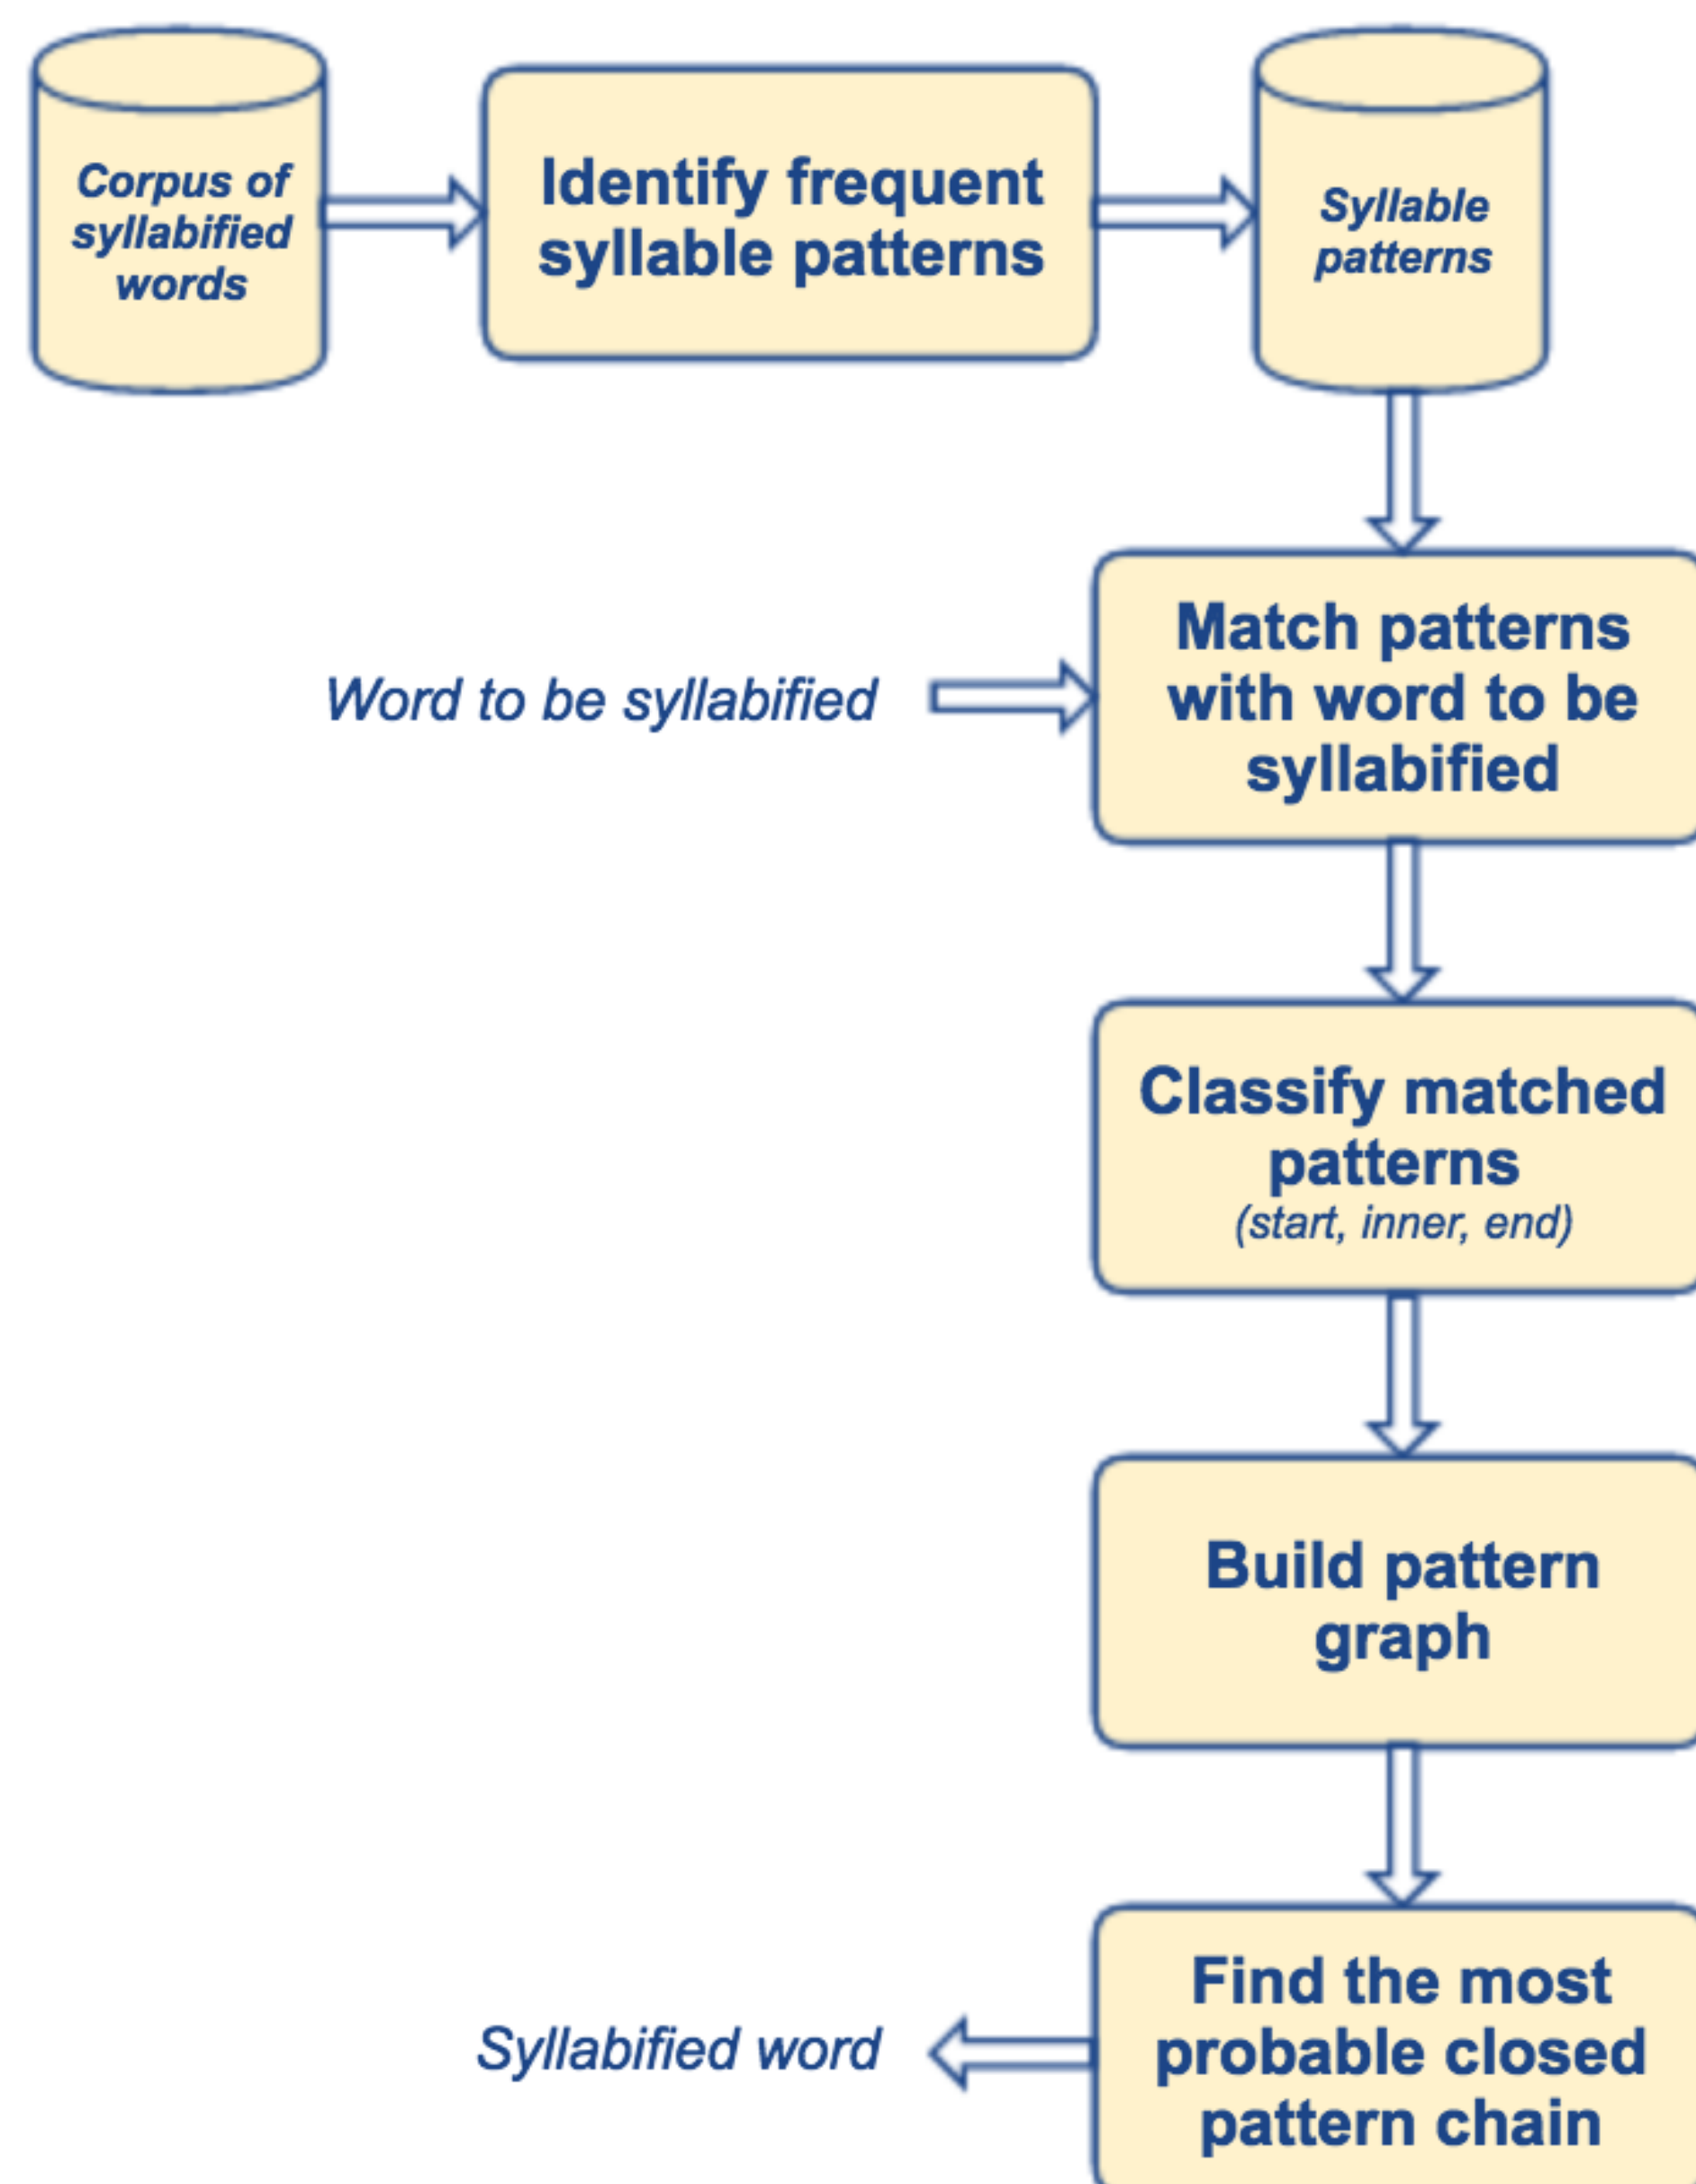 Corpus of
syllabified
words
Identify frequent
syllable patterns
Syllable
patterns
Word to be syllabified
Match patterns
with word to be
syllabified
Classify matched
patterns
(start, inner, end)
Build pattern
graph
Find the most
probable closed
pattern chain
Syllabified word